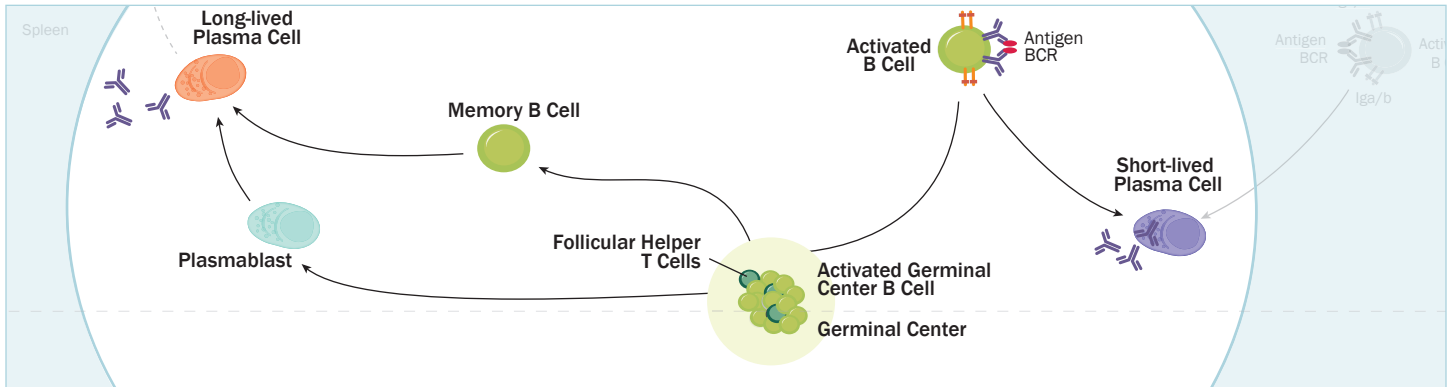 Spleen
Long-lived
Plasma Cell
Activated
B Cell
Antigen
BCR
Antigen
BCR
Iga/b
Memory B Cell
Short-lived
Plasma Cell
Plasmablast
Follicular Helper
T Cells
Activated Germinal
Center B Cell
Germinal Center